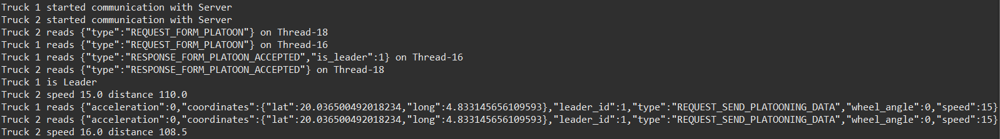 Truck 1 started communication with Server
Truck 2 started communication with Server
Truck 2 reads {"type":"REQUEST_FORM_PLATOON"} on Thread-18
Truck 1 reads {"type":"REQUEST_FORM_PLATOON"} on Thread-16
Truck 1 reads {"type":"RESPONSE_FORM_PLATOON_ACCEPTED","is_leader":1} on Thread-16
Truck 2 reads {"type":"RESPONSE_FORM_PLATOON_ACCEPTED"} on Thread-18
Truck 1 is Leader
Truck 2 speed 15.0 distance 110.0
Truck 1 reads {"acceleration":0,"coordinates":{"lat":20.036500492018234,"long":4.833145656109593},"leader_id":1,"type":"REQUEST_SEND_PLATOONING_DATA","wheel_angle":0,"speed":15}
Truck 2 reads {"acceleration":0,"coordinates":{"lat":20.036500492018234,"long":4.833145656109593},"leader_id":1,"type":"REQUEST_SEND_PLATOONING_DATA","wheel_angle":0,"speed":15}
Truck 2 speed 16.0 distance 108.5